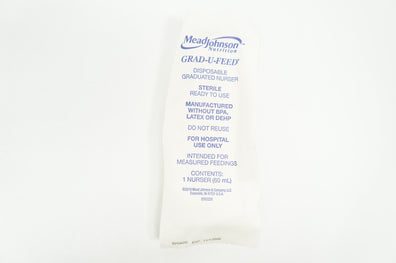 MeadJohnson
Nutrition
GRAD-U-FEED
DISPOSABLE
GRADUATED NURSER
STERILE
READY TO USE
MANUFACTURED
WITHOUT BPA,
LATEX OR DEHP
DO NOT REUSE
FOR HOSPITAL
USE ONLY
INTENDED FOR
MEASURED FEEDINGS
CONTENTS:
1 NURSER (60 mL)